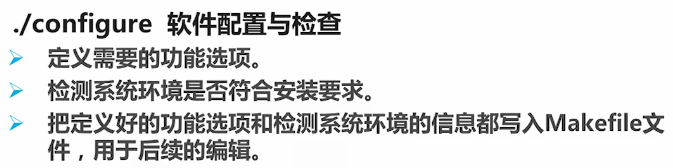 ./configure 软件配置与检查
定义需要的功能选项。
检测系统环境是否符合安装要求。
把定义好的功能选项和检测系统环境的信息都写入Makefile文
件，用于后续的编辑。